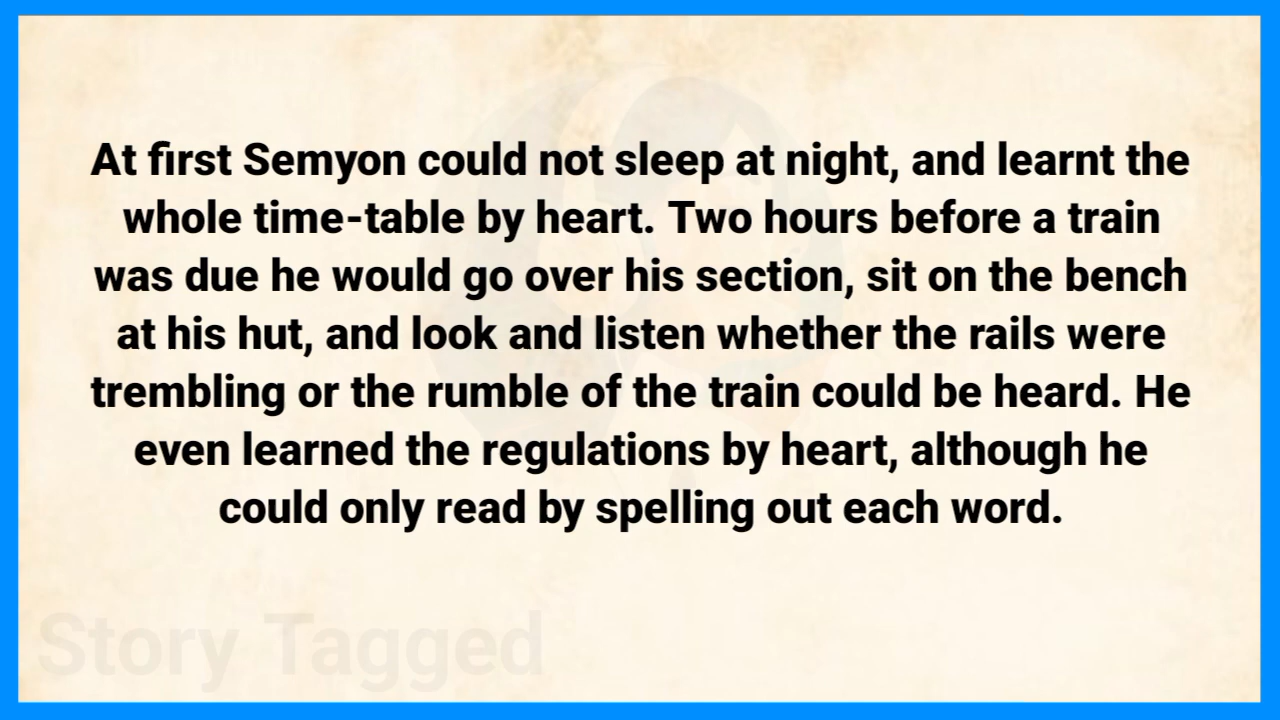 At first Semyon could not sleep at night, and learnt the
whole time-table by heart. Two hours before a train
was due he would go over his section, sit on the bench
at his hut, and look and listen whether the rails were
trembling or the rumble of the train could be heard. He
even learned the regulations by heart, although he
could only read by spelling out each word.
Story Tagged